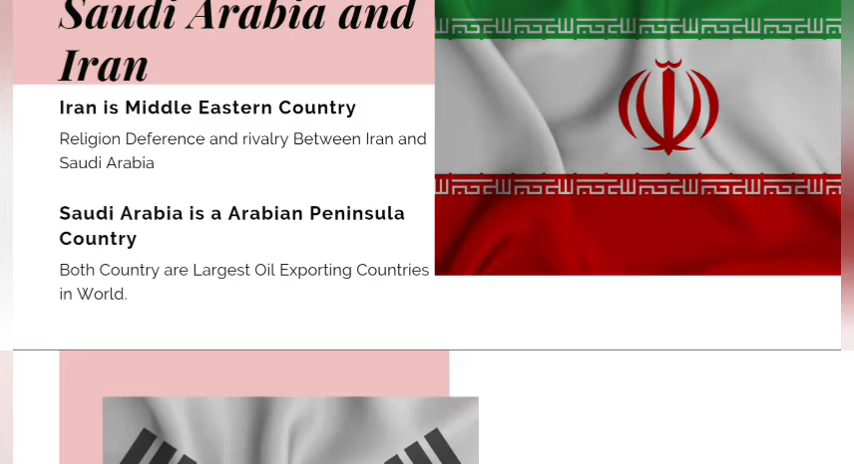 Saudi Arabia and
Iran
Iran is Middle Eastern Country
Religion Deference and rivalry Between Iran and
Saudi Arabia
Saudi Arabia is a Arabian Peninsula
Country
Both Country are Largest Oil Exporting Countries
in World.